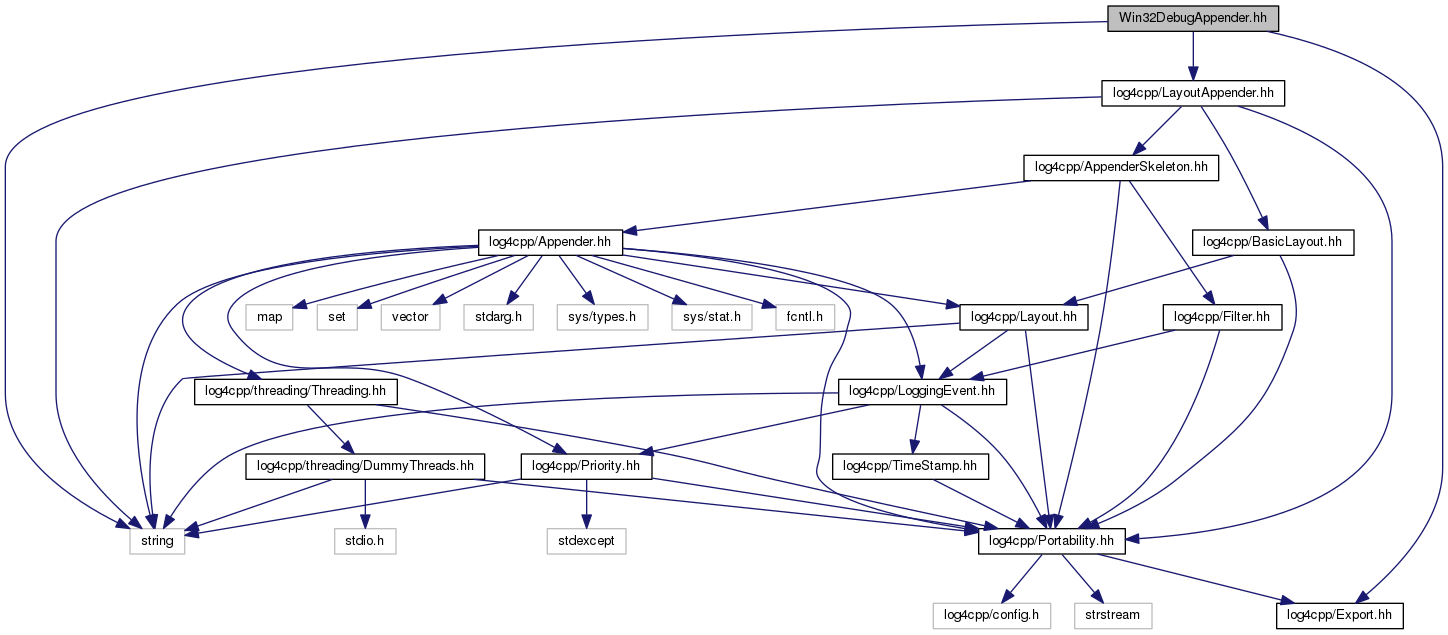 Win32DebugAppender.hh
log4cpp/LayoutAppender.hh
log4cpp/AppenderSkeleton.hh
log4cpp/Appender.hh
log4cpp/BasicLayout.hh
map
set
vector
stdarg.h
sys/types.h
sys/stat.h
fcntl.h
log4cpp/Layout.hh
log4cpp/Filter.hh
log4cpp/threading/Threading.hh
log4cpp/LoggingEvent.hh
log4cpp/threading/DummyThreads.hh
log4cpp/Priority.hh
log4cpp/TimeStamp.hh
string
stdio.h
stdexcept
log4cpp/Portability.hh
log4cpp/config.h
strstream
log4cpp/Export.hh